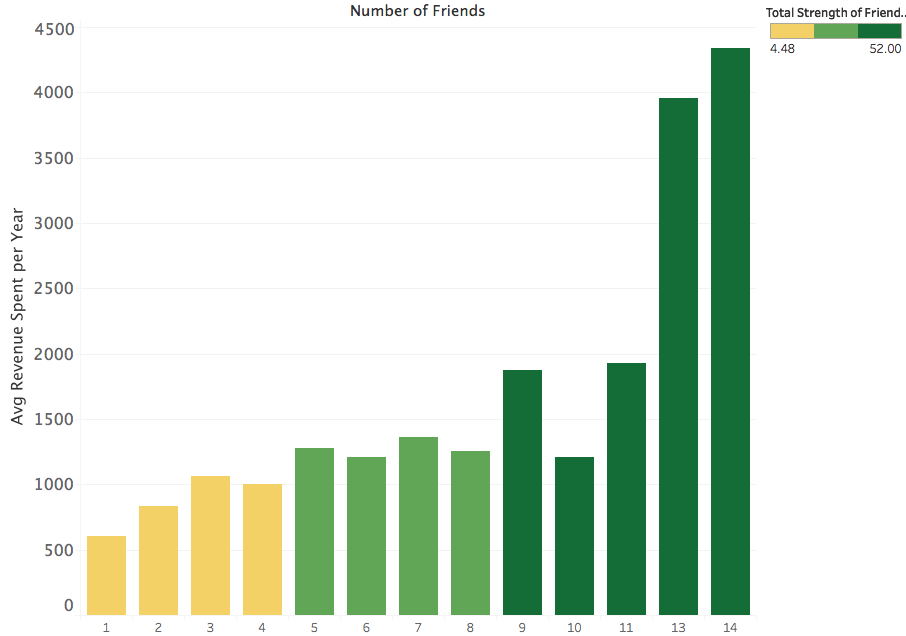 Number of Friends
Total Strength of Friend..
4.48 52.00
Avg Revenue Spent per Year
4500
4000
3500
3000
2500
2000
1500
1000
500
0
1 2 3 4 5 6 7 8 9 10 11 13 14